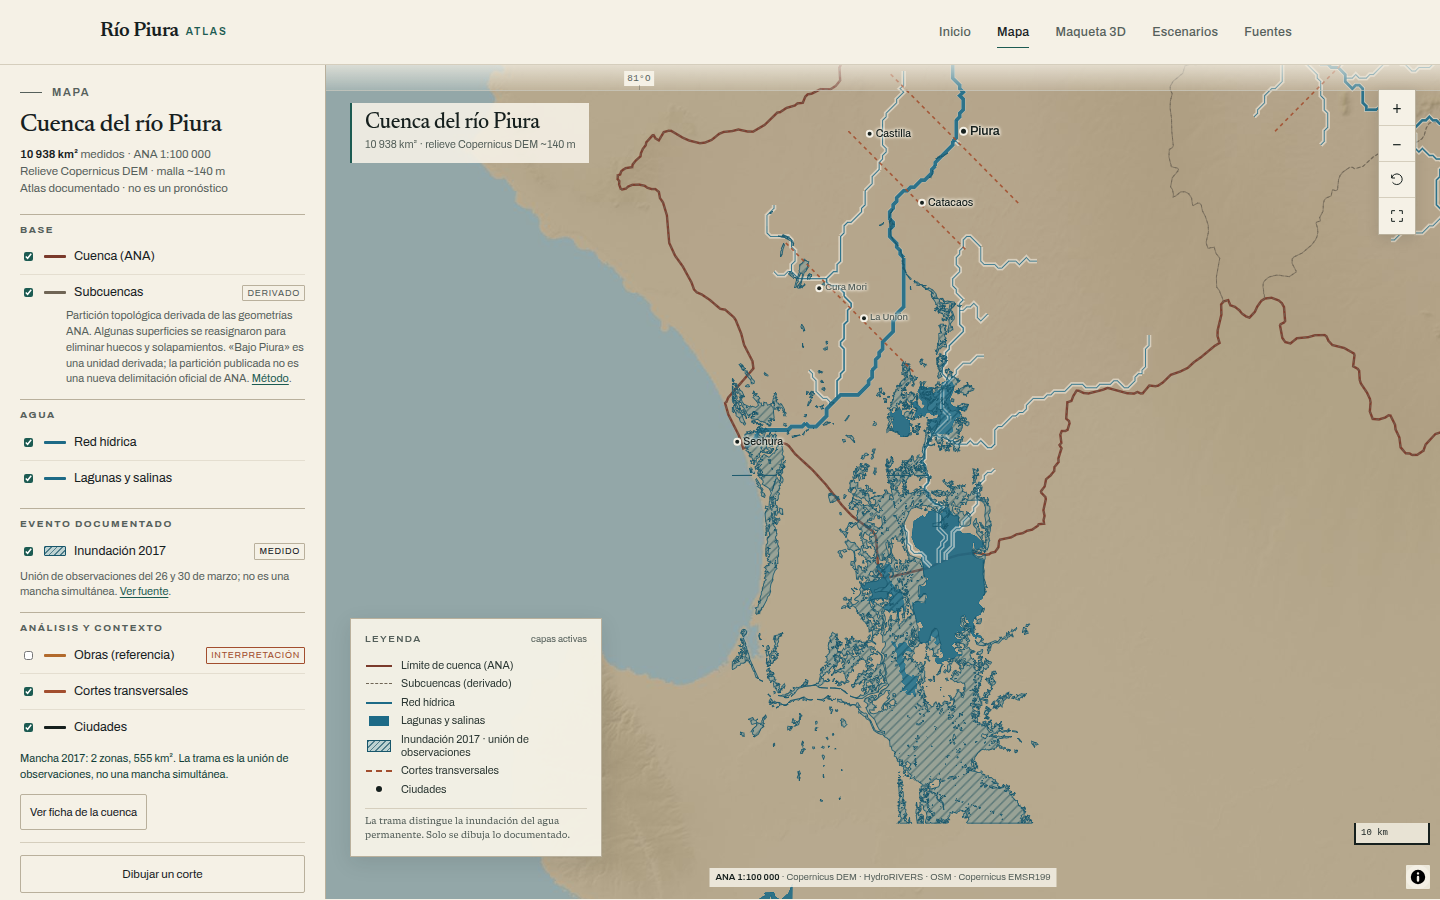 Río Piura ATLAS
Inicio
Mapa
Maqueta 3D
Escenarios
Fuentes
MAPA
Cuenca del río Piura
10 938 km² medidos · ANA 1:100 000
Relieve Copernicus DEM · malla ~140 m
Atlas documentado · no es un pronóstico
BASE
Cuenca (ANA)
Subcuencas
DERIVADO
Partición topológica derivada de las geometrías
ANA. Algunas superficies se reasignaron para
eliminar huecos y solapamientos. «Bajo Piura» es
una unidad derivada; la partición publicada no es
una nueva delimitación oficial de ANA. Método.
AGUA
Red hídrica
Lagunas y salinas
EVENTO DOCUMENTADO
Inundación 2017
MEDIDO
Unión de observaciones del 26 y 30 de marzo; no es una
mancha simultánea. Ver fuente.
ANÁLISIS Y CONTEXTO
Obras (referencia)
INTERPRETACIÓN
Cortes transversales
Ciudades
Mancha 2017: 2 zonas, 555 km². La trama es la unión de
observaciones, no una mancha simultánea.
Ver ficha de la cuenca
Dibujar un corte
81°O
Cuenca del río Piura
10 938 km² · relieve Copernicus DEM ~140 m
Castilla
Piura
Catacaos
Cura Mori
La Unión
Sechura
LEYENDA
capas activas
Límite de cuenca (ANA)
Subcuencas (derivado)
Red hídrica
Lagunas y salinas
Inundación 2017 · unión de
observaciones
Cortes transversales
Ciudades
La trama distingue la inundación del agua
permanente. Solo se dibuja lo documentado.
+
−
10 km
ANA 1:100 000 · Copernicus DEM · HydroRIVERS · OSM · Copernicus EMSR199